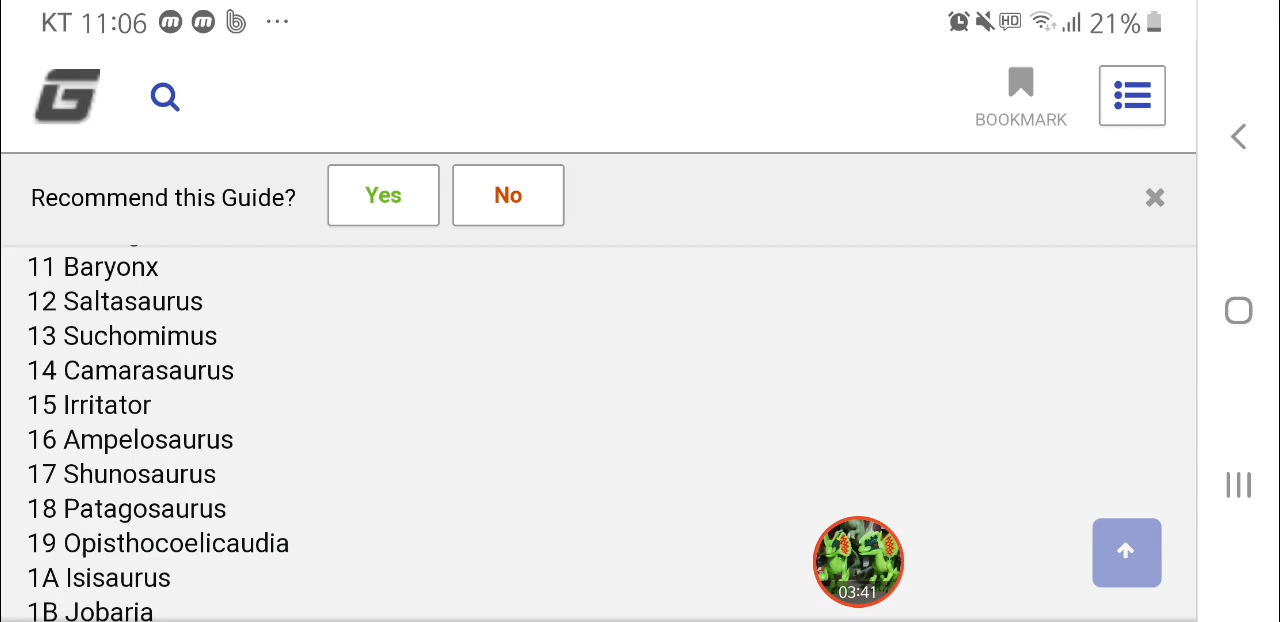 KT 11:06
HD 21%
BOOKMARK
Recommend this Guide? Yes No
11 Baryonx
12 Saltasaurus
13 Suchomimus
14 Camarasaurus
15 Irritator
16 Ampelosaurus
17 Shunosaurus
18 Patagosaurus
19 Opisthocoelicaudia
1A Isisaurus
1B Jobaria
03:41